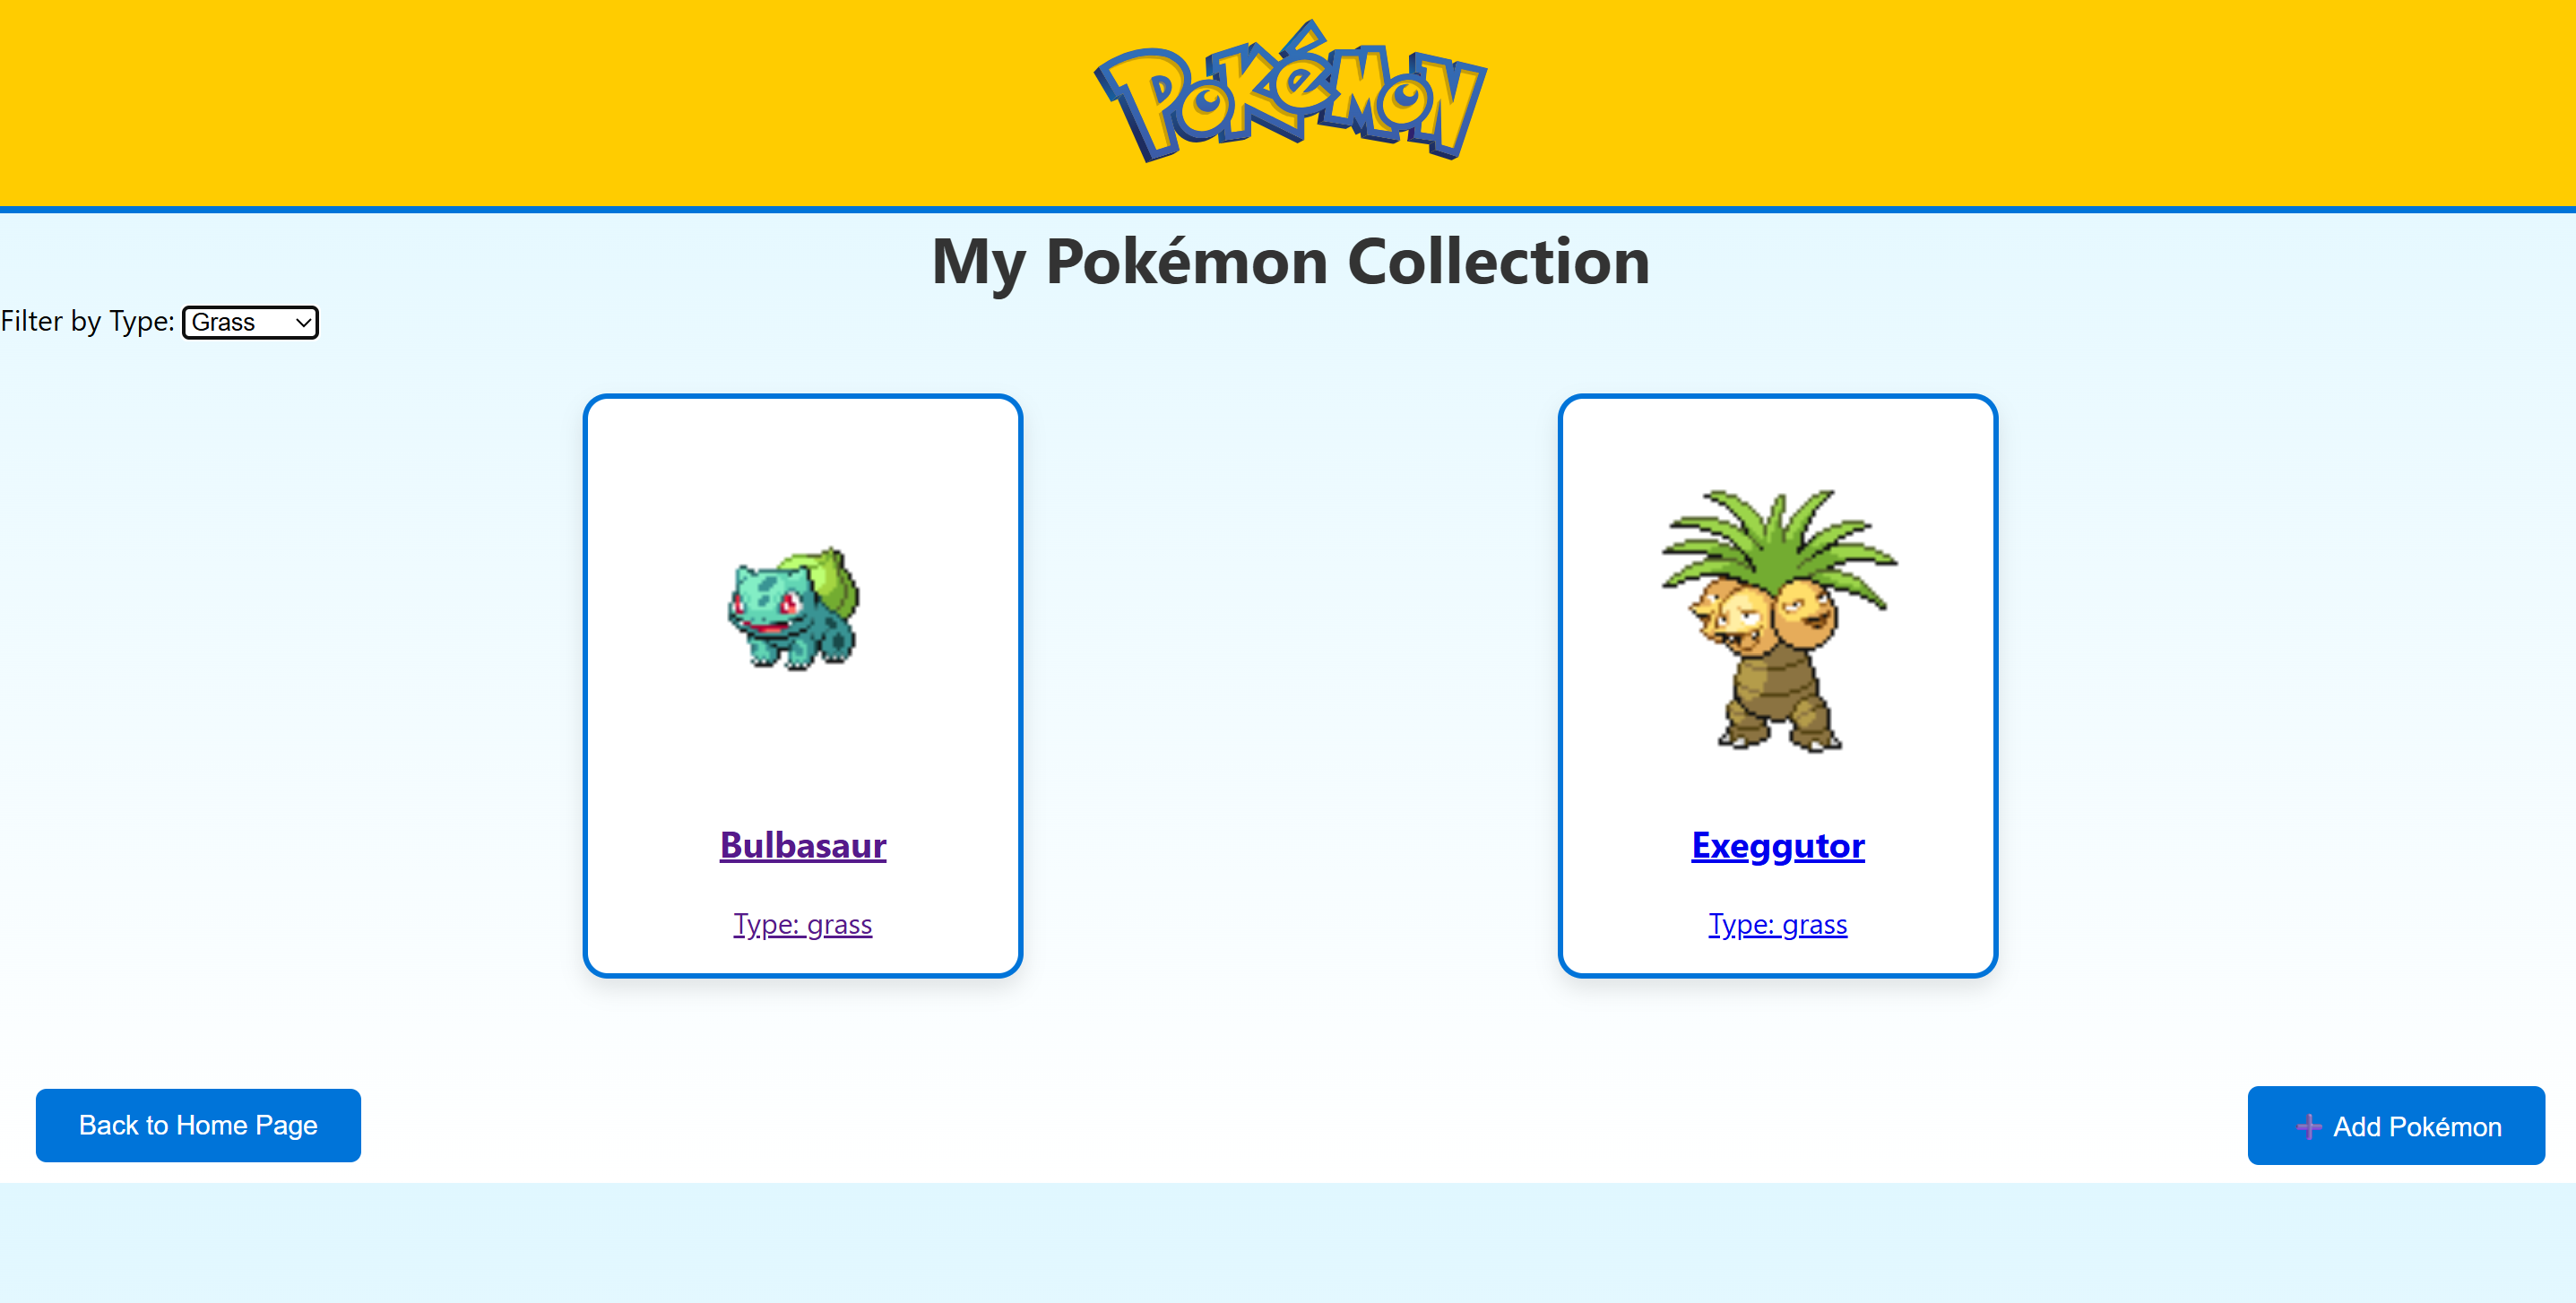 Pokémon
My Pokémon Collection
Filter by Type: Grass
Bulbasaur
Type: grass
Exeggutor
Type: grass
Back to Home Page
➕ Add Pokémon